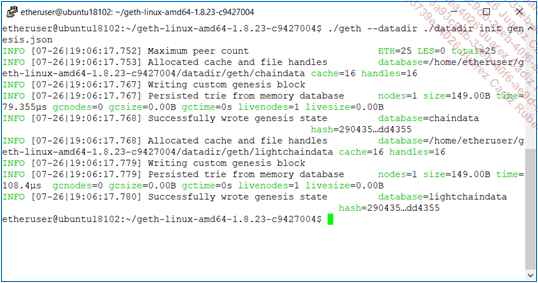 etheruser@ubuntu18102: ~/geth-linux-amd64-1.8.23-c9427004
etheruser@ubuntu18102:~/geth-linux-amd64-1.8.23-c9427004$ ./geth --datadir ./datadir init gen
esis.json
INFO [07-26|19:06:17.752] Maximum peer count ETH=25 LES=0 total=25
INFO [07-26|19:06:17.753] Allocated cache and file handles database=/home/etheruser/g
eth-linux-amd64-1.8.23-c9427004/datadir/geth/chaindata cache=16 handles=16
INFO [07-26|19:06:17.767] Writing custom genesis block
INFO [07-26|19:06:17.767] Persisted trie from memory database nodes=1 size=149.00B time=
79.355µs gcnodes=0 gcsize=0.00B gctime=0s livenodes=1 livesize=0.00B
INFO [07-26|19:06:17.768] Successfully wrote genesis state database=chaindata
hash=290435…dd4355
INFO [07-26|19:06:17.768] Allocated cache and file handles database=/home/etheruser/g
eth-linux-amd64-1.8.23-c9427004/datadir/geth/lightchaindata cache=16 handles=16
INFO [07-26|19:06:17.779] Writing custom genesis block
INFO [07-26|19:06:17.779] Persisted trie from memory database nodes=1 size=149.00B time=
108.4µs gcnodes=0 gcsize=0.00B gctime=0s livenodes=1 livesize=0.00B
INFO [07-26|19:06:17.780] Successfully wrote genesis state database=lightchaindata
hash=290435…dd4355
etheruser@ubuntu18102:~/geth-linux-amd64-1.8.23-c9427004$